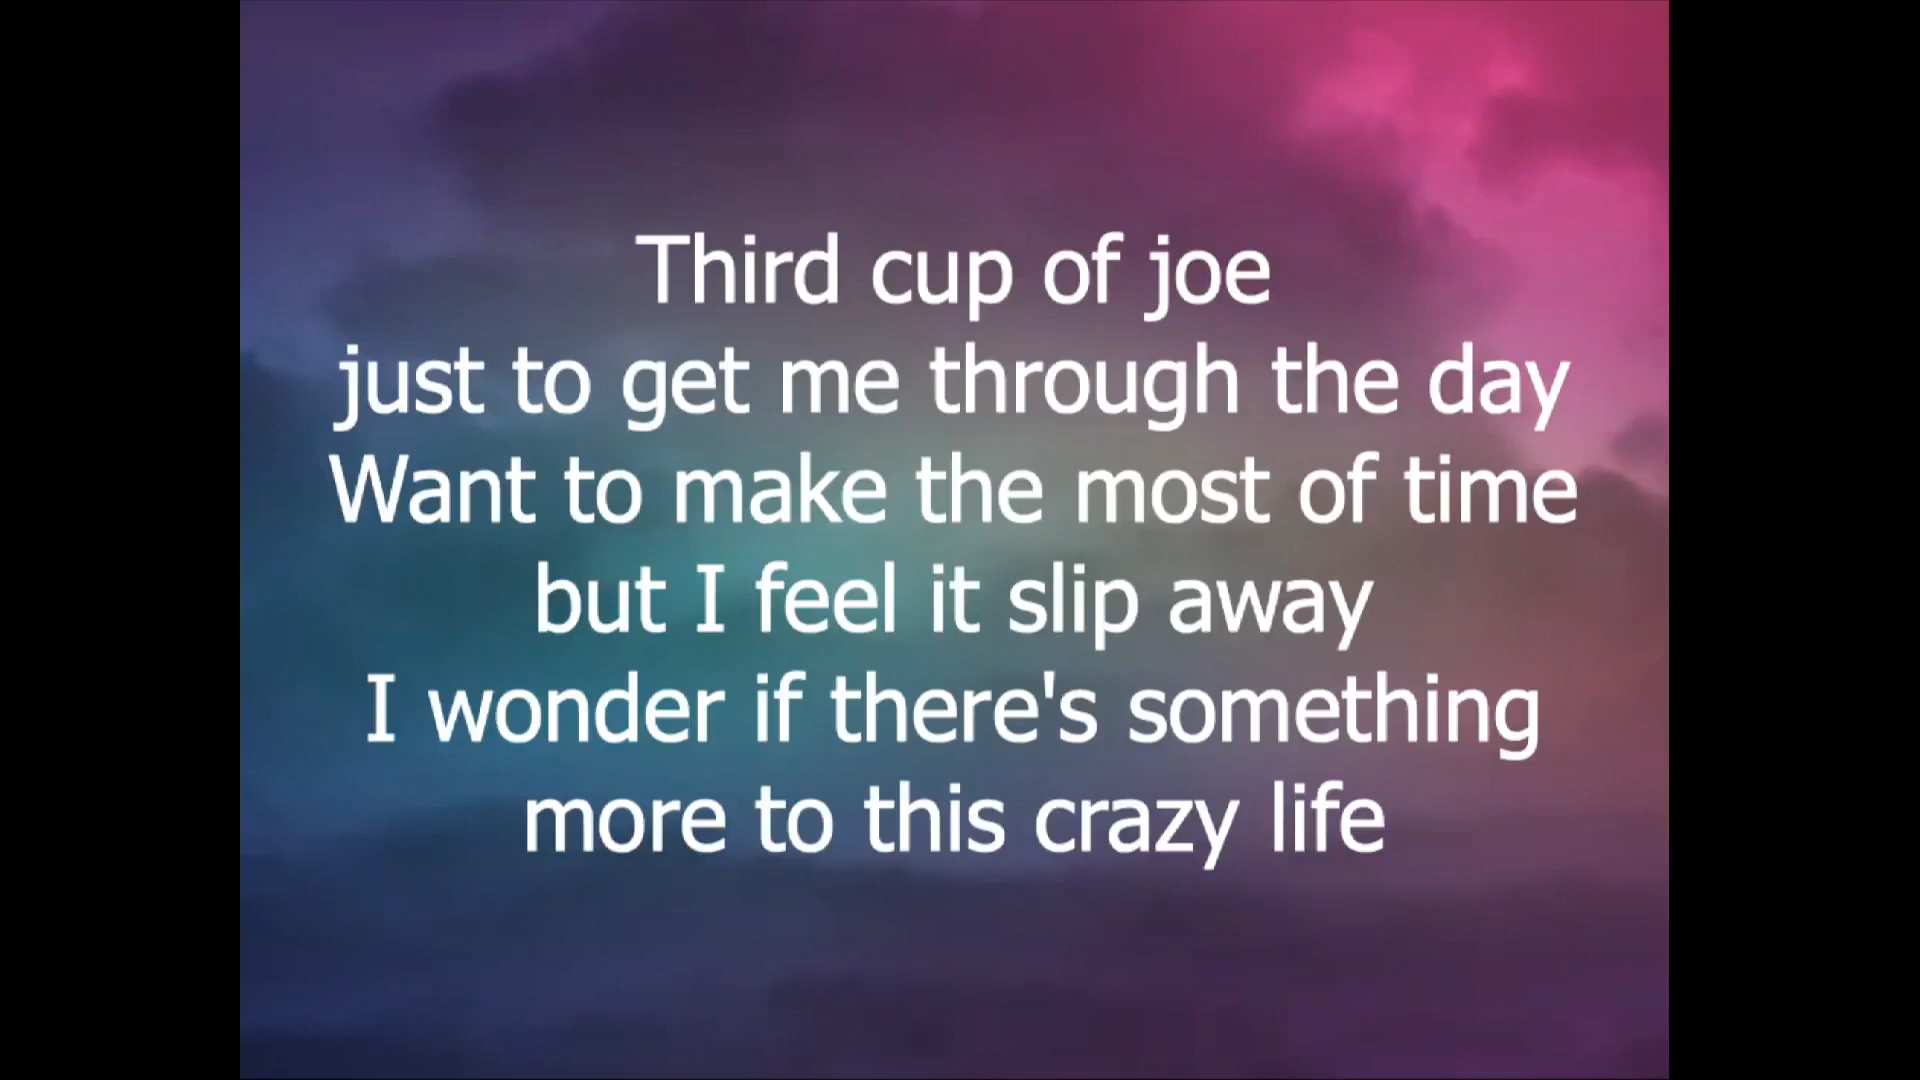 Third cup of joe
just to get me through the day
Want to make the most of time
but I feel it slip away
I wonder if there's something
more to this crazy life